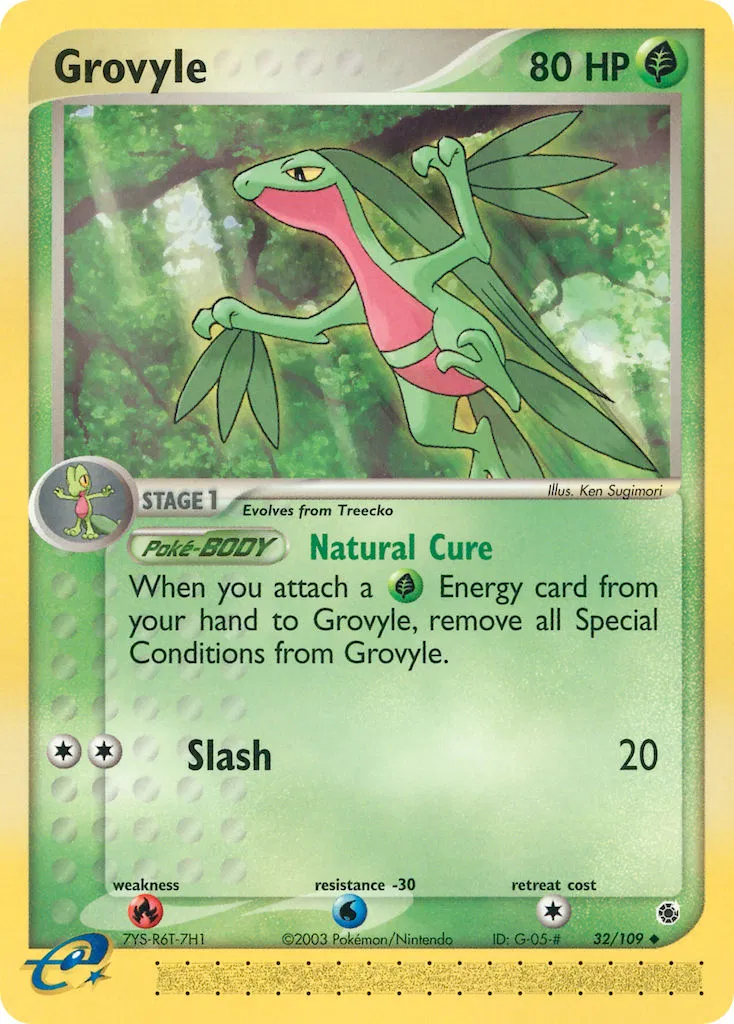 Grovyle 80 HP
Illus. Ken Sugimori
STAGE 1
Evolves from Treecko
Poké-BODY Natural Cure
When you attach a Energy card from
your hand to Grovyle, remove all Special
Conditions from Grovyle.
Slash 20
weakness resistance -30 retreat cost
7YS-R6T-7H1 ©2003 Pokémon/Nintendo ID: G-05-# 32/109
e